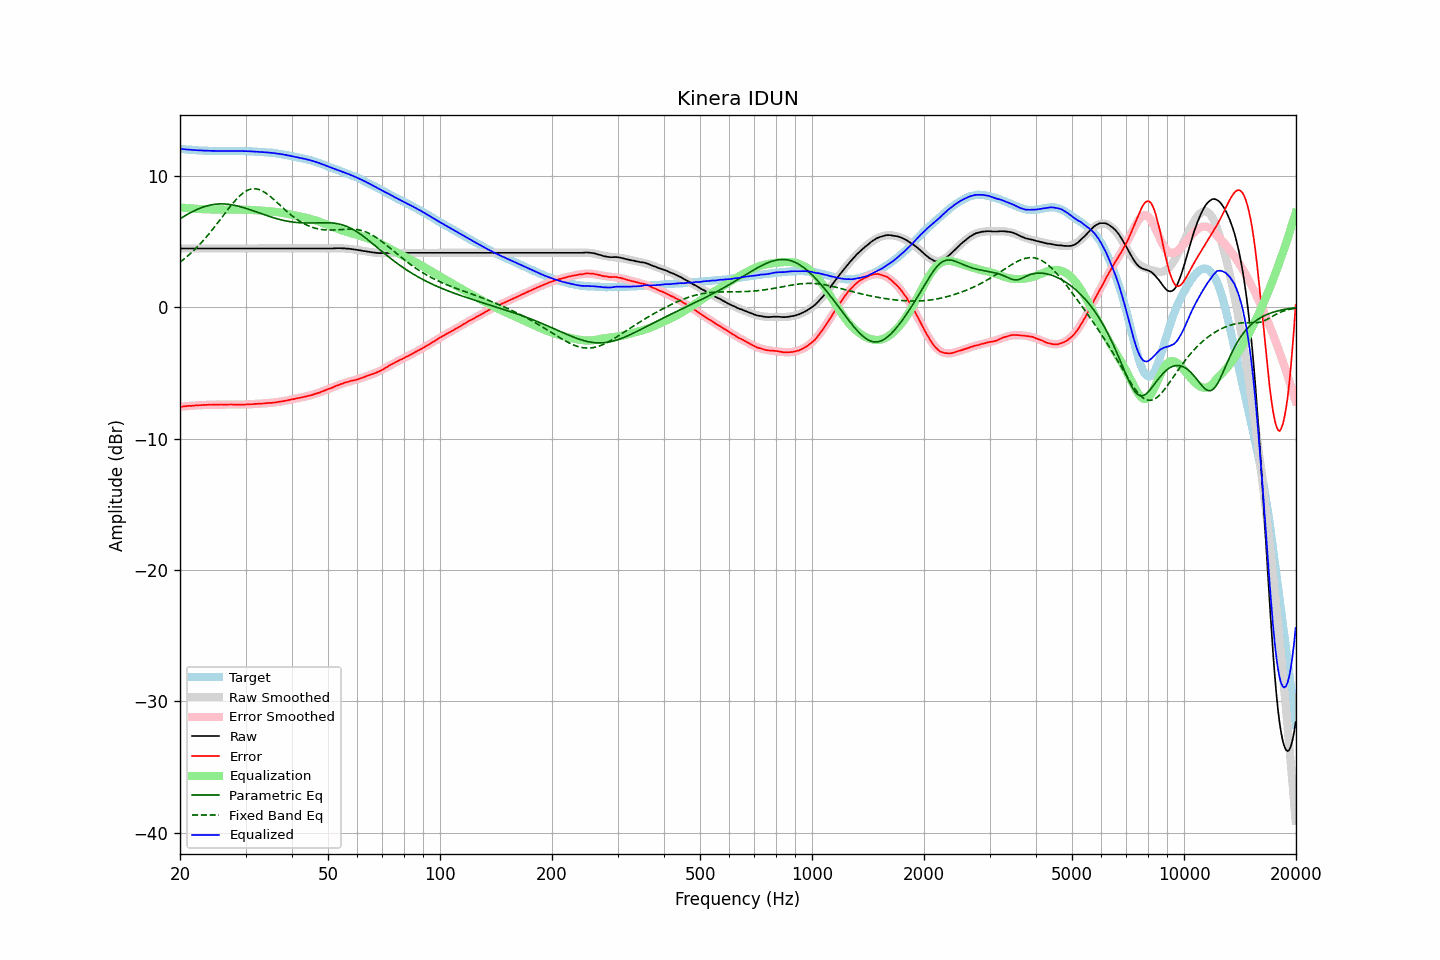 Kinera IDUN
10
0
−10
−20
−30
−40
Amplitude (dBr)
Target
Raw Smoothed
Error Smoothed
Raw
Error
Equalization
Parametric Eq
Fixed Band Eq
Equalized
20 50 100 200 500 1000 2000 5000 10000 20000
Frequency (Hz)